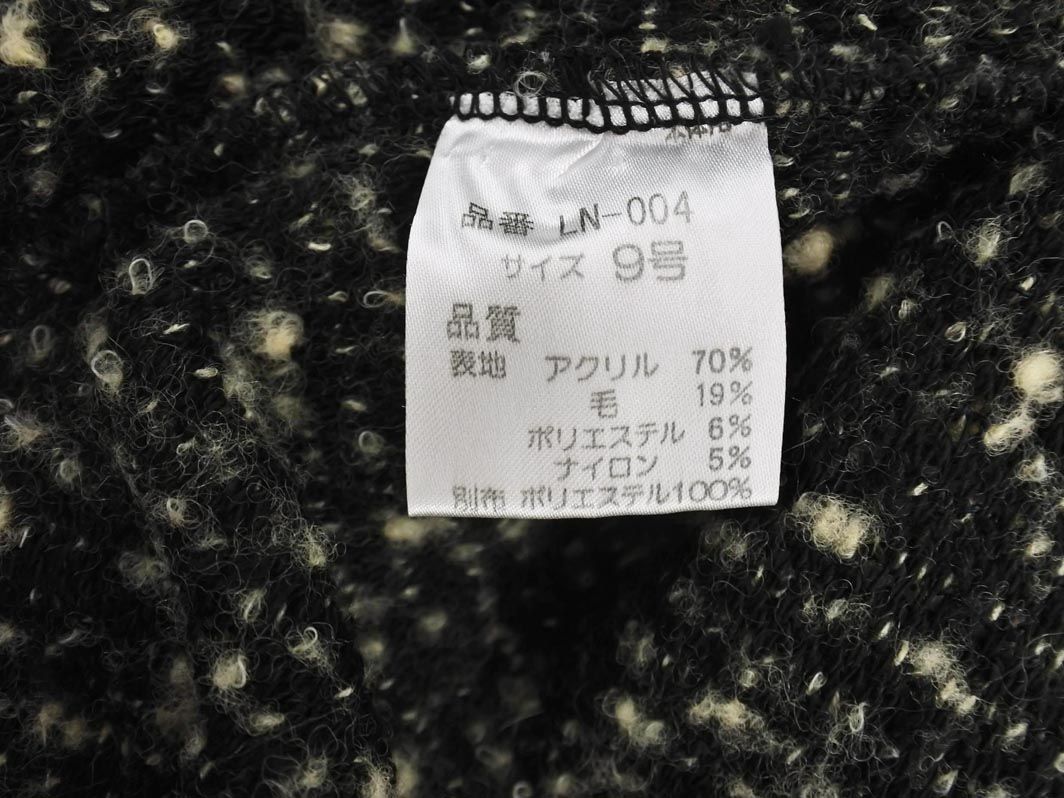 品番 LN-004
サイズ 9号
品質
表地 アクリル 70%
毛 19%
ポリエステル 6%
ナイロン 5%
別布 ポリエステル100%